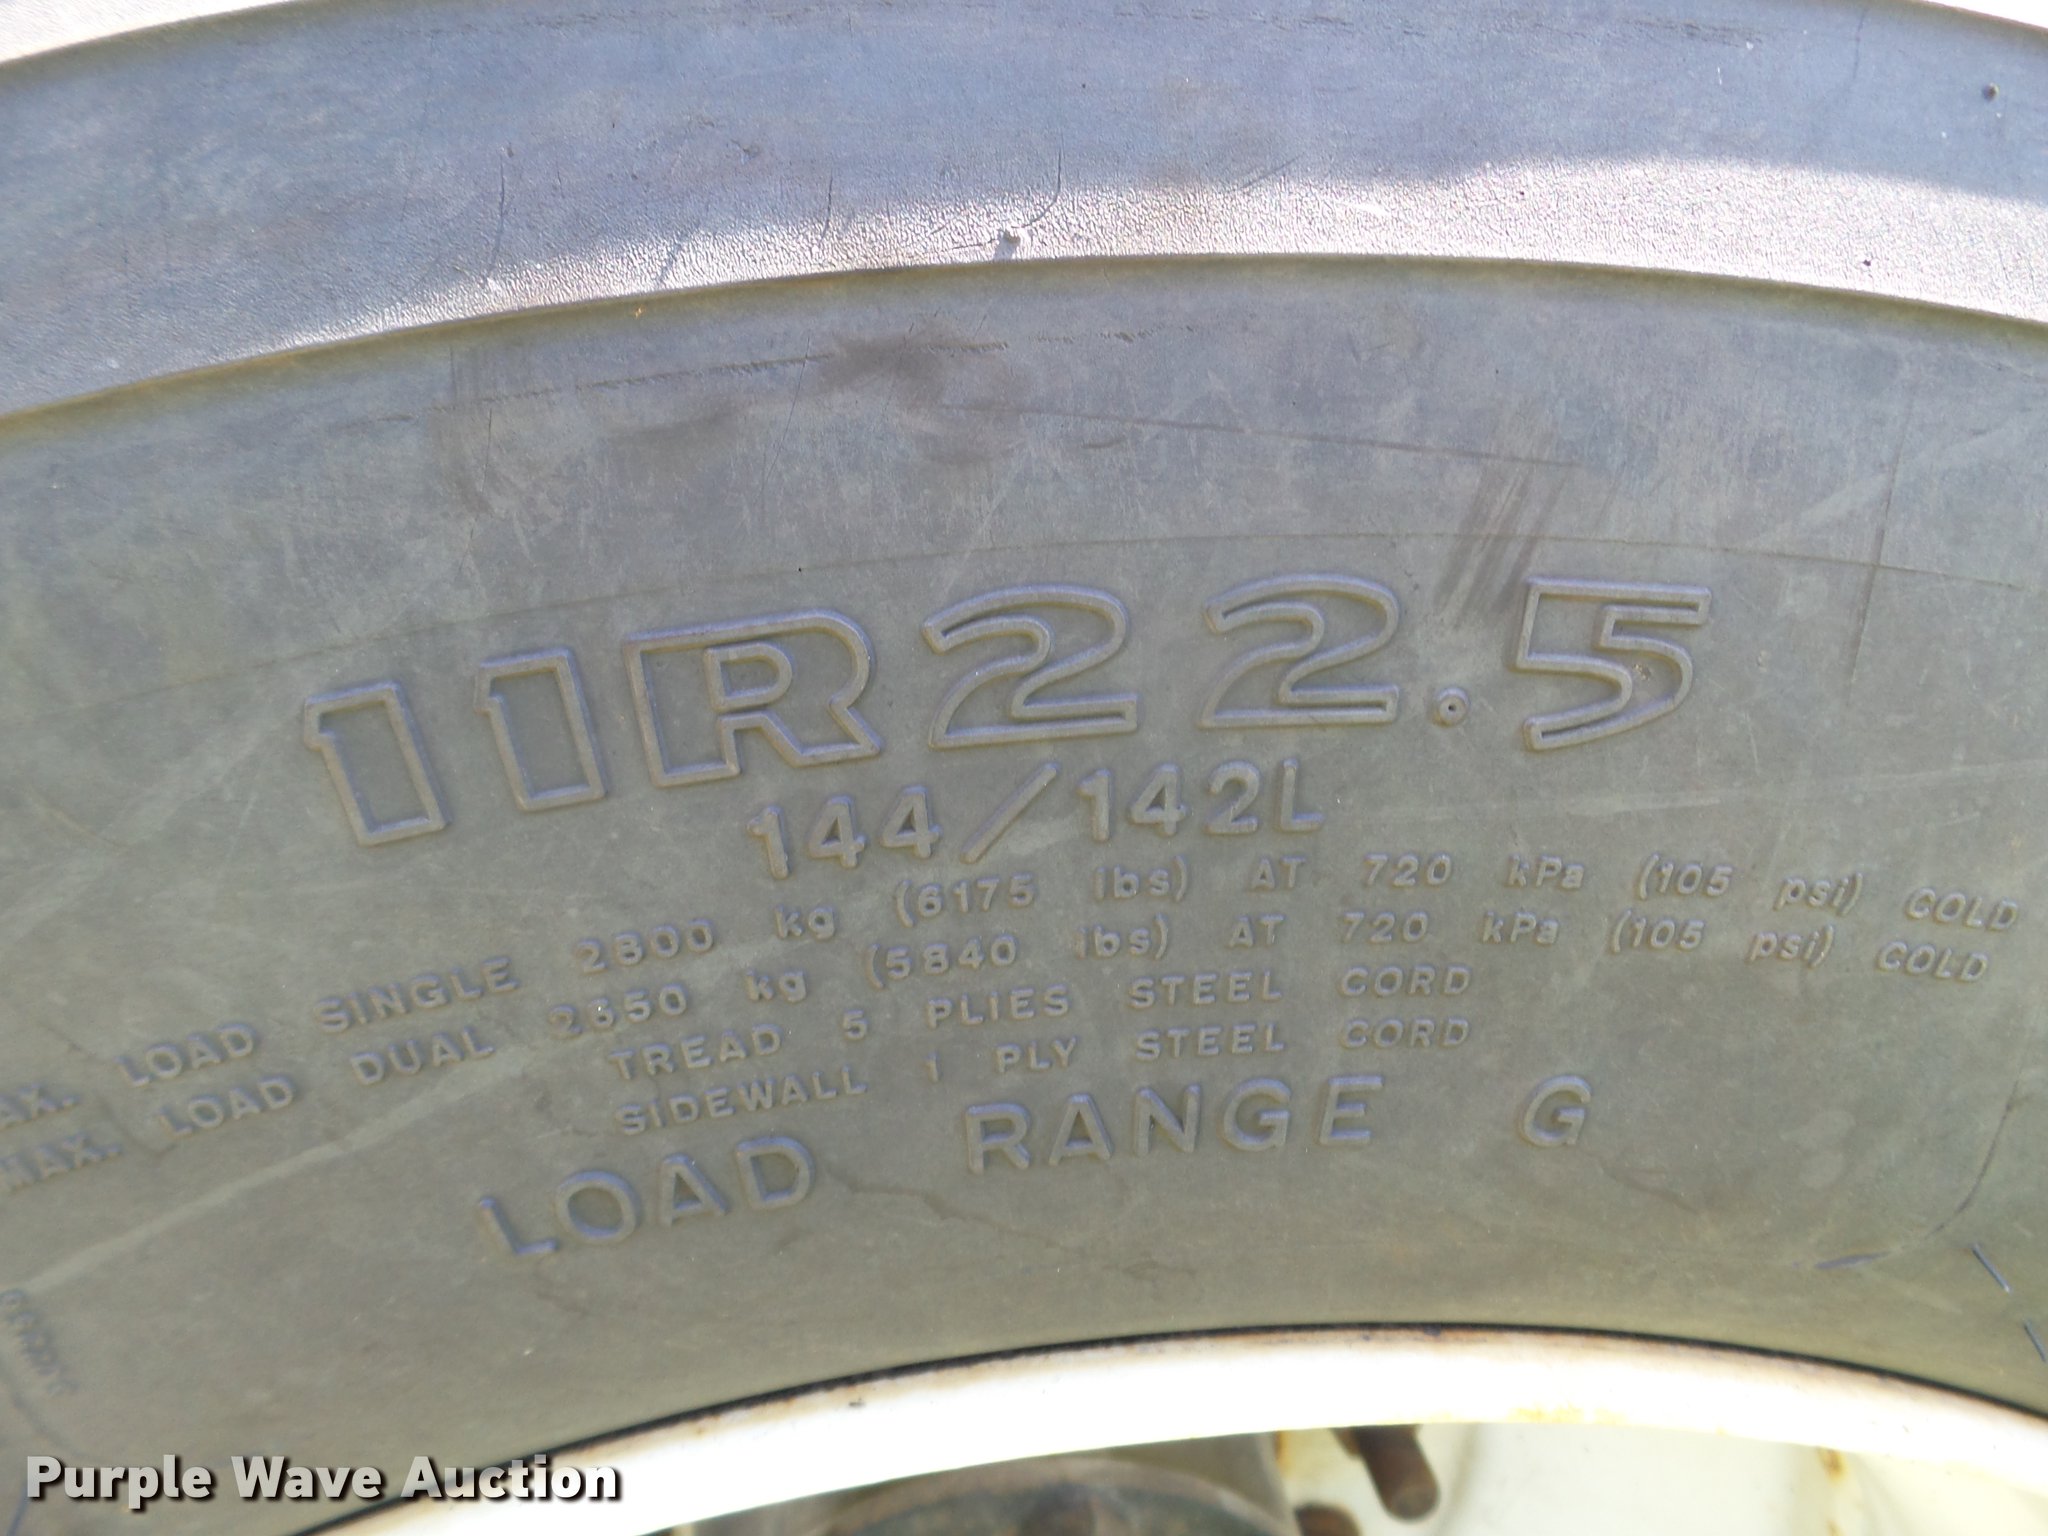 11R22.5
144/142L
MAX. LOAD SINGLE 2800 kg (6175 lbs) AT 720 kPa (105 psi) COLD
MAX. LOAD DUAL 2650 kg (5840 lbs) AT 720 kPa (105 psi) COLD
TREAD 5 PLIES STEEL CORD
SIDEWALL 1 PLY STEEL CORD
LOAD RANGE G
Purple Wave Auction